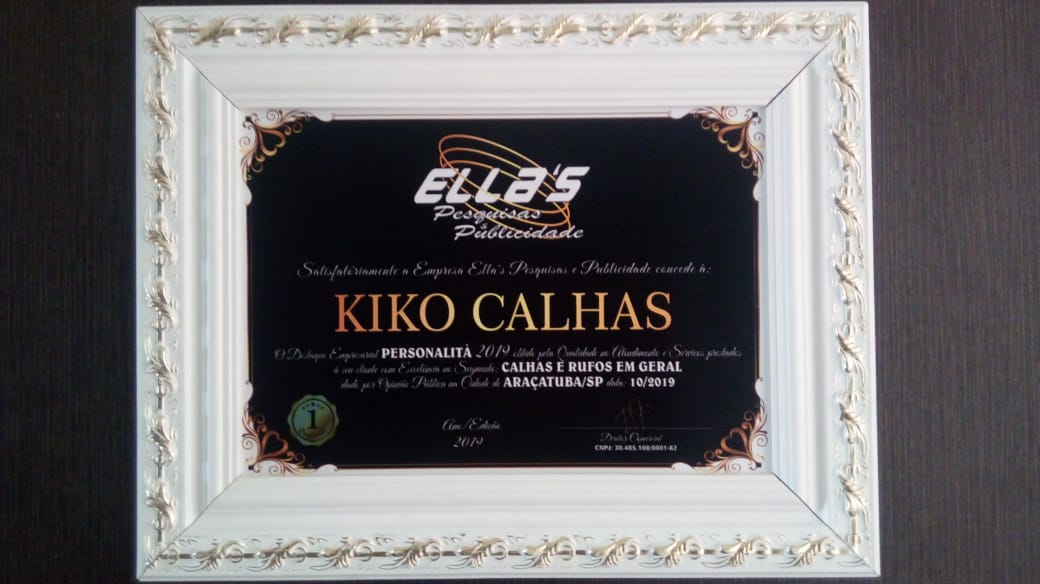 ELLA'S
Pesquisas
&
Publicidade
Satisfatóriamente a Empresa Ella's Pesquisas e Publicidade concede à:
KIKO CALHAS
O Destaque Empresarial PERSONALITÀ 2019 obtido pela Qualidade no Atendimento e Serviços prestados
à seu cliente com Excelência no Segmento: CALHAS E RUFOS EM GERAL
dado por Opinião Pública na Cidade de ARAÇATUBA/SP data: 10/2019
1
Ano/Edição
2019
Diretor Comercial
CNPJ: 30.485.108/0001-82